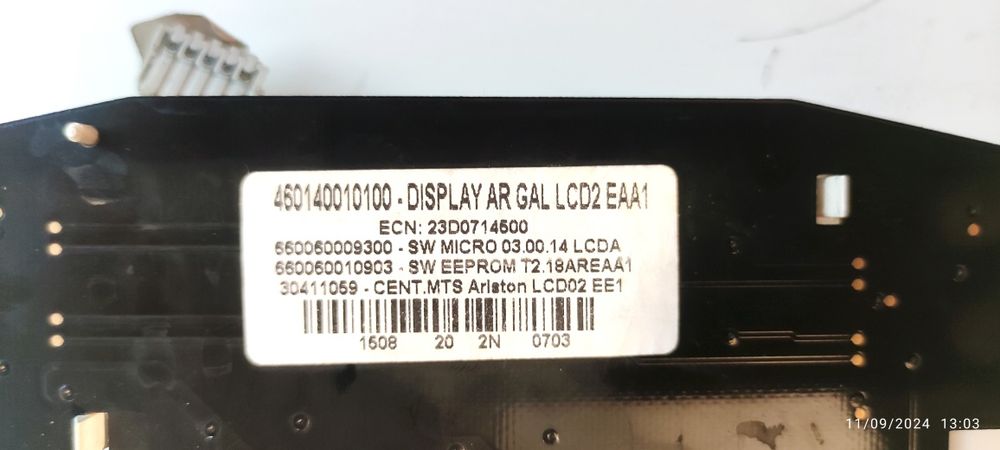 460140010100 - DISPLAY AR GAL LCD2 EAA1
ECN: 23D0714500
660060009300 - SW MICRO 03.00.14 LCDA
660060010903 - SW EEPROM T2.18AREAA1
30411059 - CENT.MTS Ariston LCD02 EE1
1508 20 2N 0703
11/09/2024 13:03